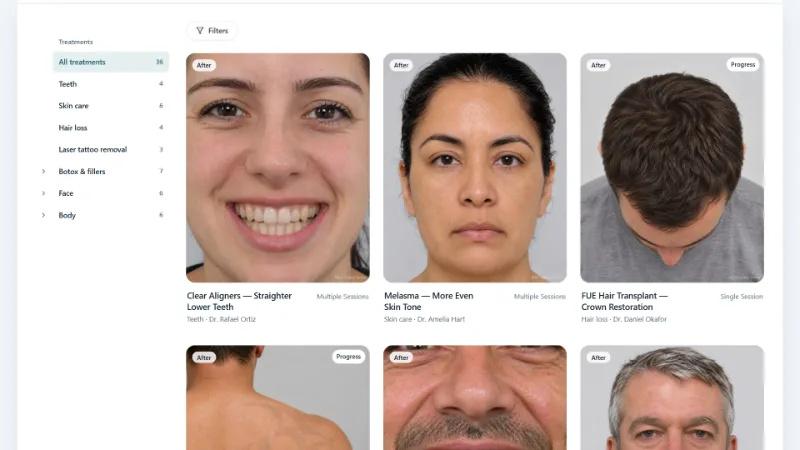 Filters
Treatments
All treatments 36
Teeth 4
Skin care 6
Hair loss 4
Laser tattoo removal 3
Botox & fillers 7
Face 6
Body 6
After
After
After
Progress
Clear Aligners — Straighter
Lower Teeth
Multiple Sessions
Teeth · Dr. Rafael Ortiz
Melasma — More Even
Skin Tone
Multiple Sessions
Skin care · Dr. Amelia Hart
FUE Hair Transplant —
Crown Restoration
Single Session
Hair loss · Dr. Daniel Okafor
After
Progress
After
After